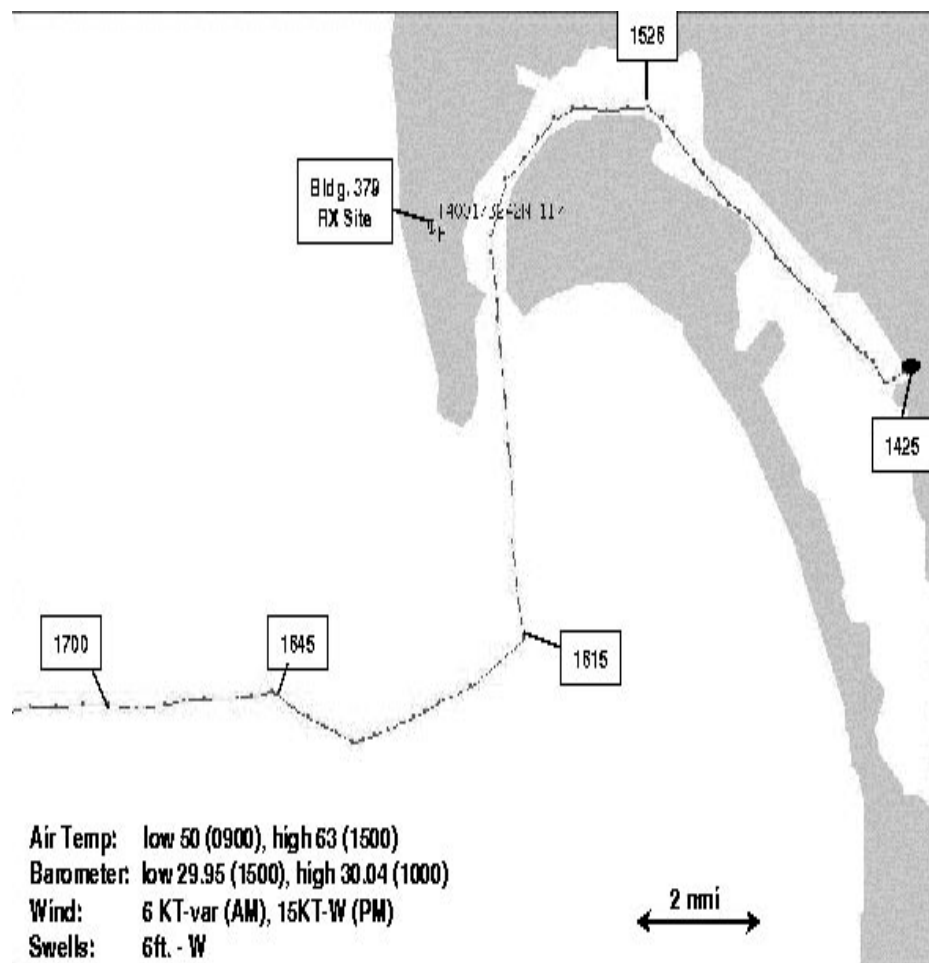 1526
Bldg. 379
RX Site
1425
1700
1645
1615
Air Temp: low 50 (0900), high 63 (1500)
Barometer: low 29.95 (1500), high 30.04 (1000)
Wind: 6 KT-var (AM), 15KT-W (PM)
Swells: 6ft. - W
2 nmi